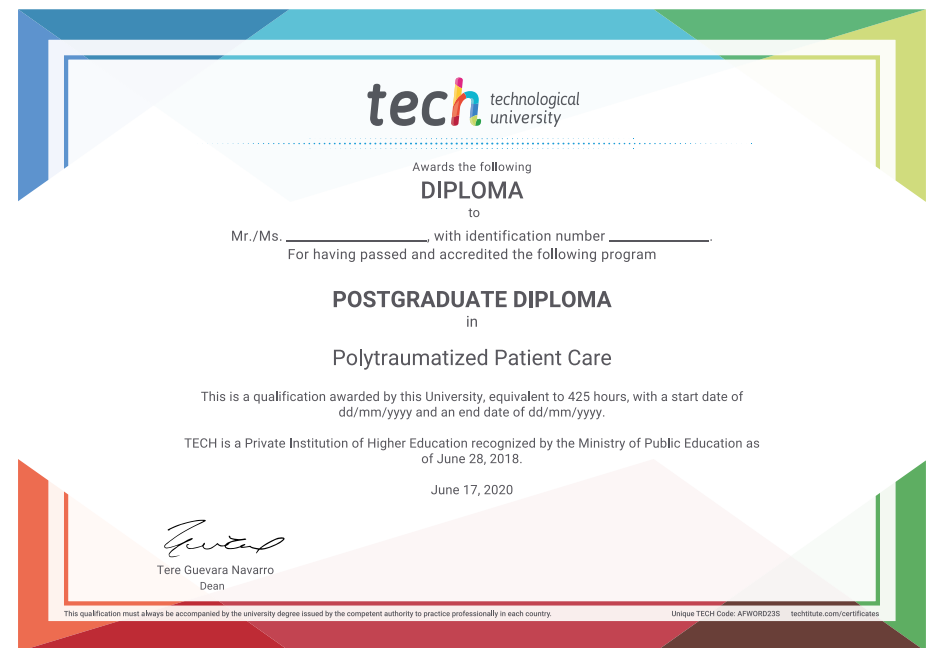 tech technological
university
Awards the following
DIPLOMA
to
Mr./Ms. ____________________, with identification number ______________.
For having passed and accredited the following program
POSTGRADUATE DIPLOMA
in
Polytraumatized Patient Care
This is a qualification awarded by this University, equivalent to 425 hours, with a start date of
dd/mm/yyyy and an end date of dd/mm/yyyy.
TECH is a Private Institution of Higher Education recognized by the Ministry of Public Education as
of June 28, 2018.
June 17, 2020
Tere Guevara Navarro
Dean
This qualification must always be accompanied by the university degree issued by the competent authority to practice professionally in each country. Unique TECH Code: AFWORD23S techtitute.com/certificates